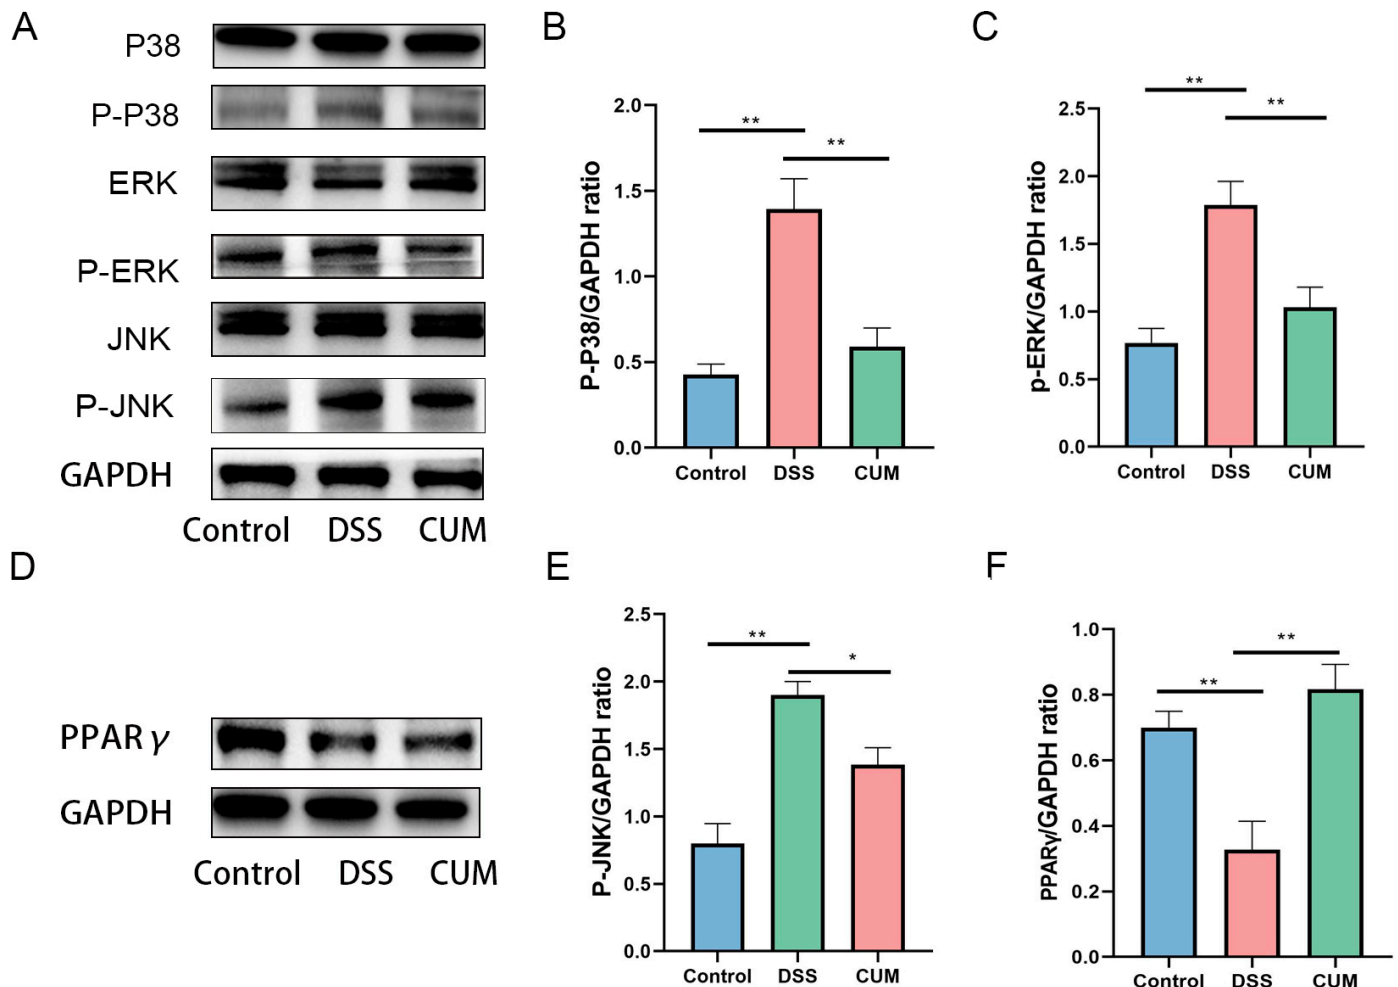 A
P38
P-P38
ERK
P-ERK
JNK
P-JNK
GAPDH
Control DSS CUM
B
**
**
P-P38/GAPDH ratio
2.0
1.5
1.0
0.5
0.0
Control DSS CUM
C
**
**
p-ERK/GAPDH ratio
2.5
2.0
1.5
1.0
0.5
0.0
Control DSS CUM
D
PPARγ
GAPDH
Control DSS CUM
E
**
*
P-JNK/GAPDH ratio
2.5
2.0
1.5
1.0
0.5
0.0
Control DSS CUM
F
**
**
PPARγ/GAPDH ratio
1.0
0.8
0.6
0.4
0.2
0.0
Control DSS CUM